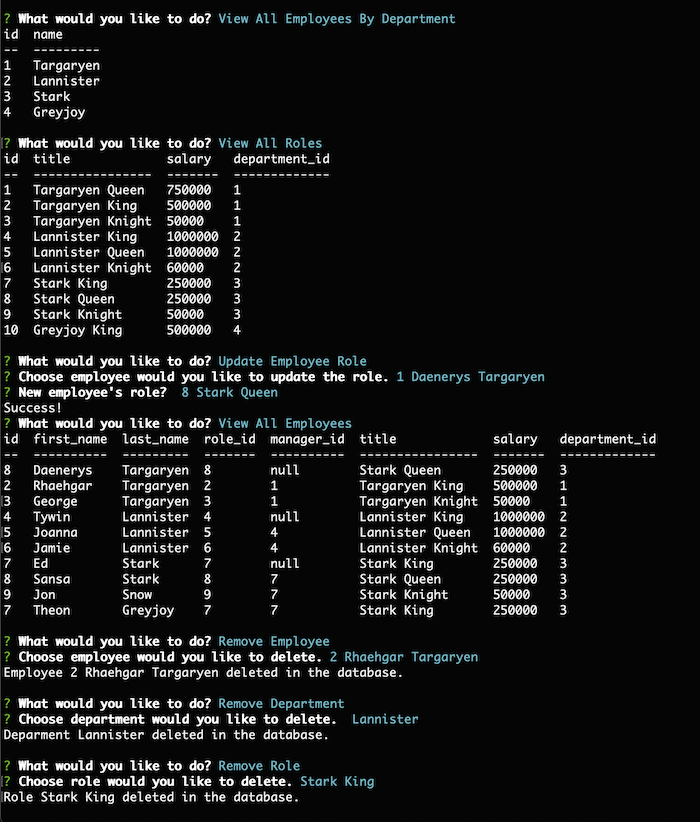 ? What would you like to do? View All Employees By Department
id  name
--  ---------
1   Targaryen
2   Lannister
3   Stark
4   Greyjoy
? What would you like to do? View All Roles
id  title             salary   department_id
--  ----------------  -------  -------------
1   Targaryen Queen   750000   1
2   Targaryen King    500000   1
3   Targaryen Knight  50000    1
4   Lannister King    1000000  2
5   Lannister Queen   1000000  2
6   Lannister Knight  60000    2
7   Stark King        250000   3
8   Stark Queen       250000   3
9   Stark Knight      50000    3
10  Greyjoy King      500000   4
? What would you like to do? Update Employee Role
? Choose employee would you like to update the role. 1 Daenerys Targaryen
? New employee's role?  8 Stark Queen
Success!
? What would you like to do? View All Employees
id  first_name  last_name  role_id  manager_id  title             salary   department_id
--  ----------  ---------  -------  ----------  ----------------  -------  -------------
8   Daenerys    Targaryen  8        null        Stark Queen       250000   3
2   Rhaehgar    Targaryen  2        1           Targaryen King    500000   1
3   George      Targaryen  3        1           Targaryen Knight  50000    1
4   Tywin       Lannister  4        null        Lannister King    1000000  2
5   Joanna      Lannister  5        4           Lannister Queen   1000000  2
6   Jamie       Lannister  6        4           Lannister Knight  60000    2
7   Ed          Stark      7        null        Stark King        250000   3
8   Sansa       Stark      8        7           Stark Queen       250000   3
9   Jon         Snow       9        7           Stark Knight      50000    3
7   Theon       Greyjoy    7        7           Stark King        250000   3
? What would you like to do? Remove Employee
? Choose employee would you like to delete. 2 Rhaehgar Targaryen
Employee 2 Rhaehgar Targaryen deleted in the database.
? What would you like to do? Remove Department
? Choose department would you like to delete.  Lannister
Deparment Lannister deleted in the database.
? What would you like to do? Remove Role
? Choose role would you like to delete. Stark King
Role Stark King deleted in the database.